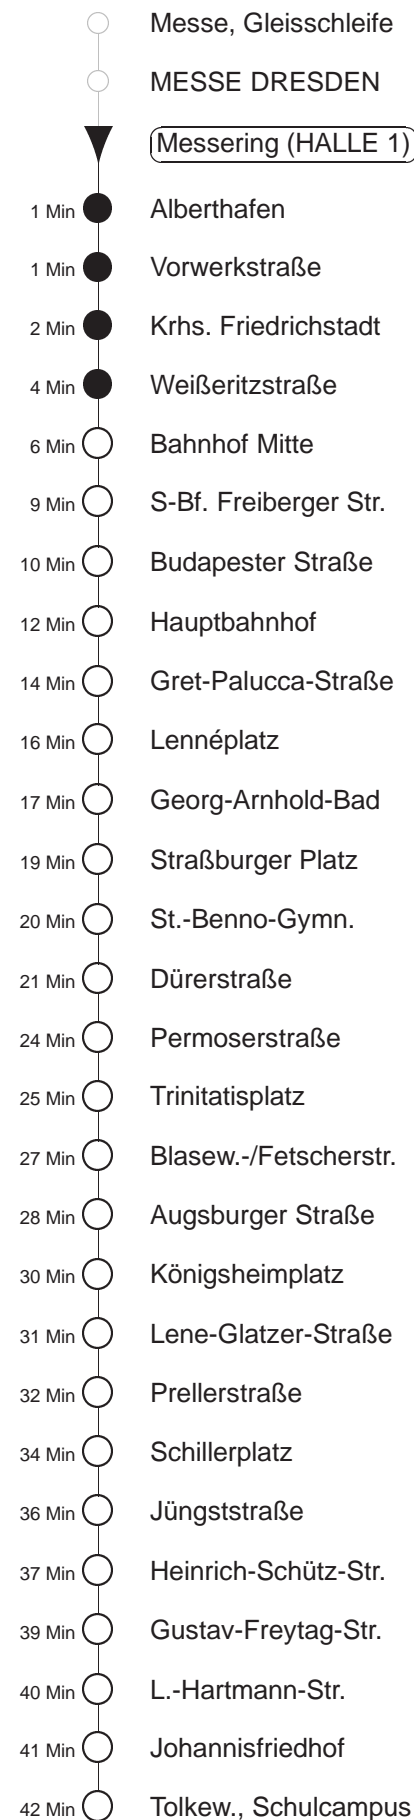 Messe, Gleisschleife
MESSE DRESDEN
Messering (HALLE 1)
1 Min Alberthafen
1 Min Vorwerkstraße
2 Min Krhs. Friedrichstadt
4 Min Weißeritzstraße
6 Min Bahnhof Mitte
9 Min S-Bf. Freiberger Str.
10 Min Budapester Straße
12 Min Hauptbahnhof
14 Min Gret-Palucca-Straße
16 Min Lennéplatz
17 Min Georg-Arnhold-Bad
19 Min Straßburger Platz
20 Min St.-Benno-Gymn.
21 Min Dürerstraße
24 Min Permoserstraße
25 Min Trinitatisplatz
27 Min Blasew.-/Fetscherstr.
28 Min Augsburger Straße
30 Min Königsheimplatz
31 Min Lene-Glatzer-Straße
32 Min Prellerstraße
34 Min Schillerplatz
36 Min Jüngststraße
37 Min Heinrich-Schütz-Str.
39 Min Gustav-Freytag-Str.
40 Min L.-Hartmann-Str.
41 Min Johannisfriedhof
42 Min Tolkew., Schulcampus